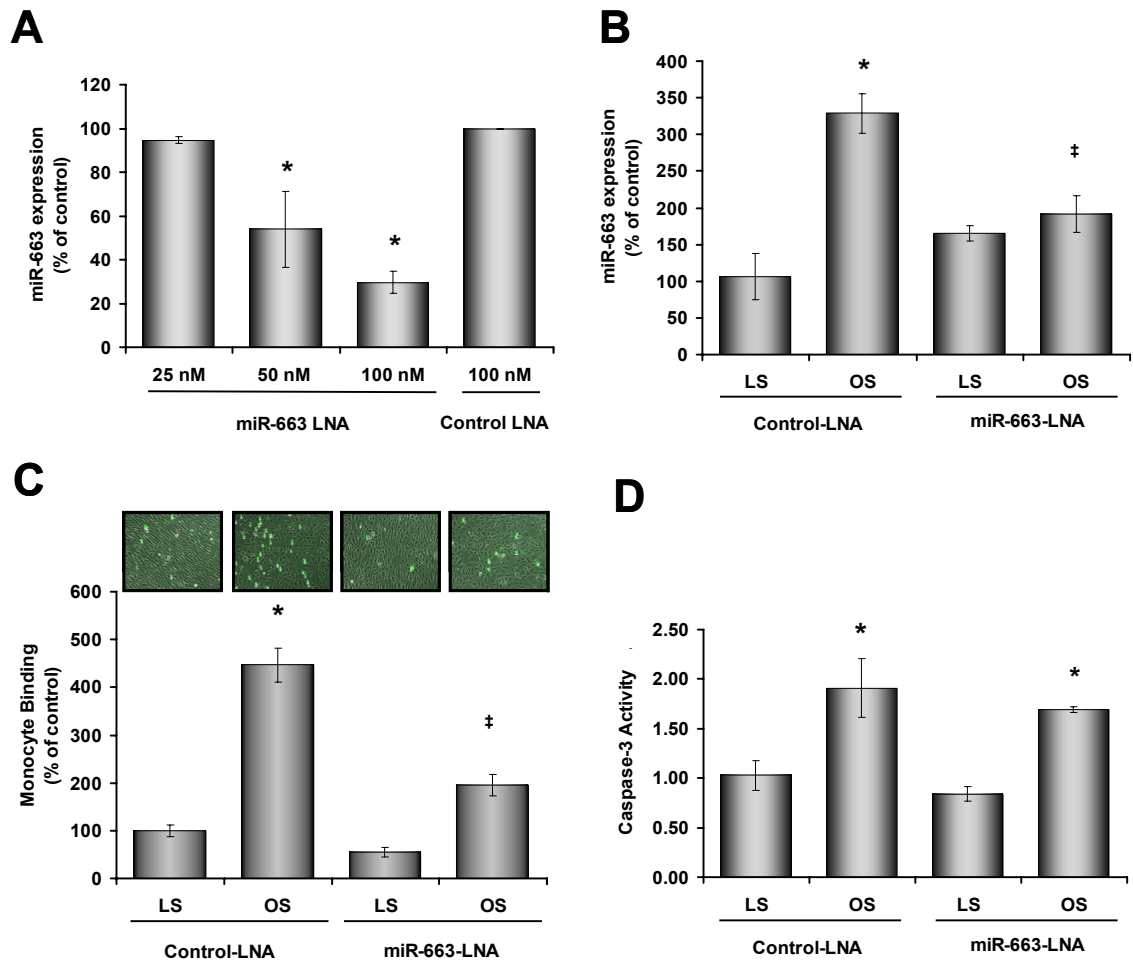 A
miR-663 expression
(% of control)
120
100
80
60
40
20
0
*
*
25 nM 50 nM 100 nM 100 nM
miR-663 LNA Control LNA
B
miR-663 expression
(% of control)
400
350
300
250
200
150
100
50
0
*
‡
LS OS LS OS
Control-LNA miR-663-LNA
C
Monocyte Binding
(% of control)
600
500
400
300
200
100
0
*
‡
LS OS LS OS
Control-LNA miR-663-LNA
D
Caspase-3 Activity
2.50
2.00
1.50
1.00
0.50
0.00
*
*
LS OS LS OS
Control-LNA miR-663-LNA